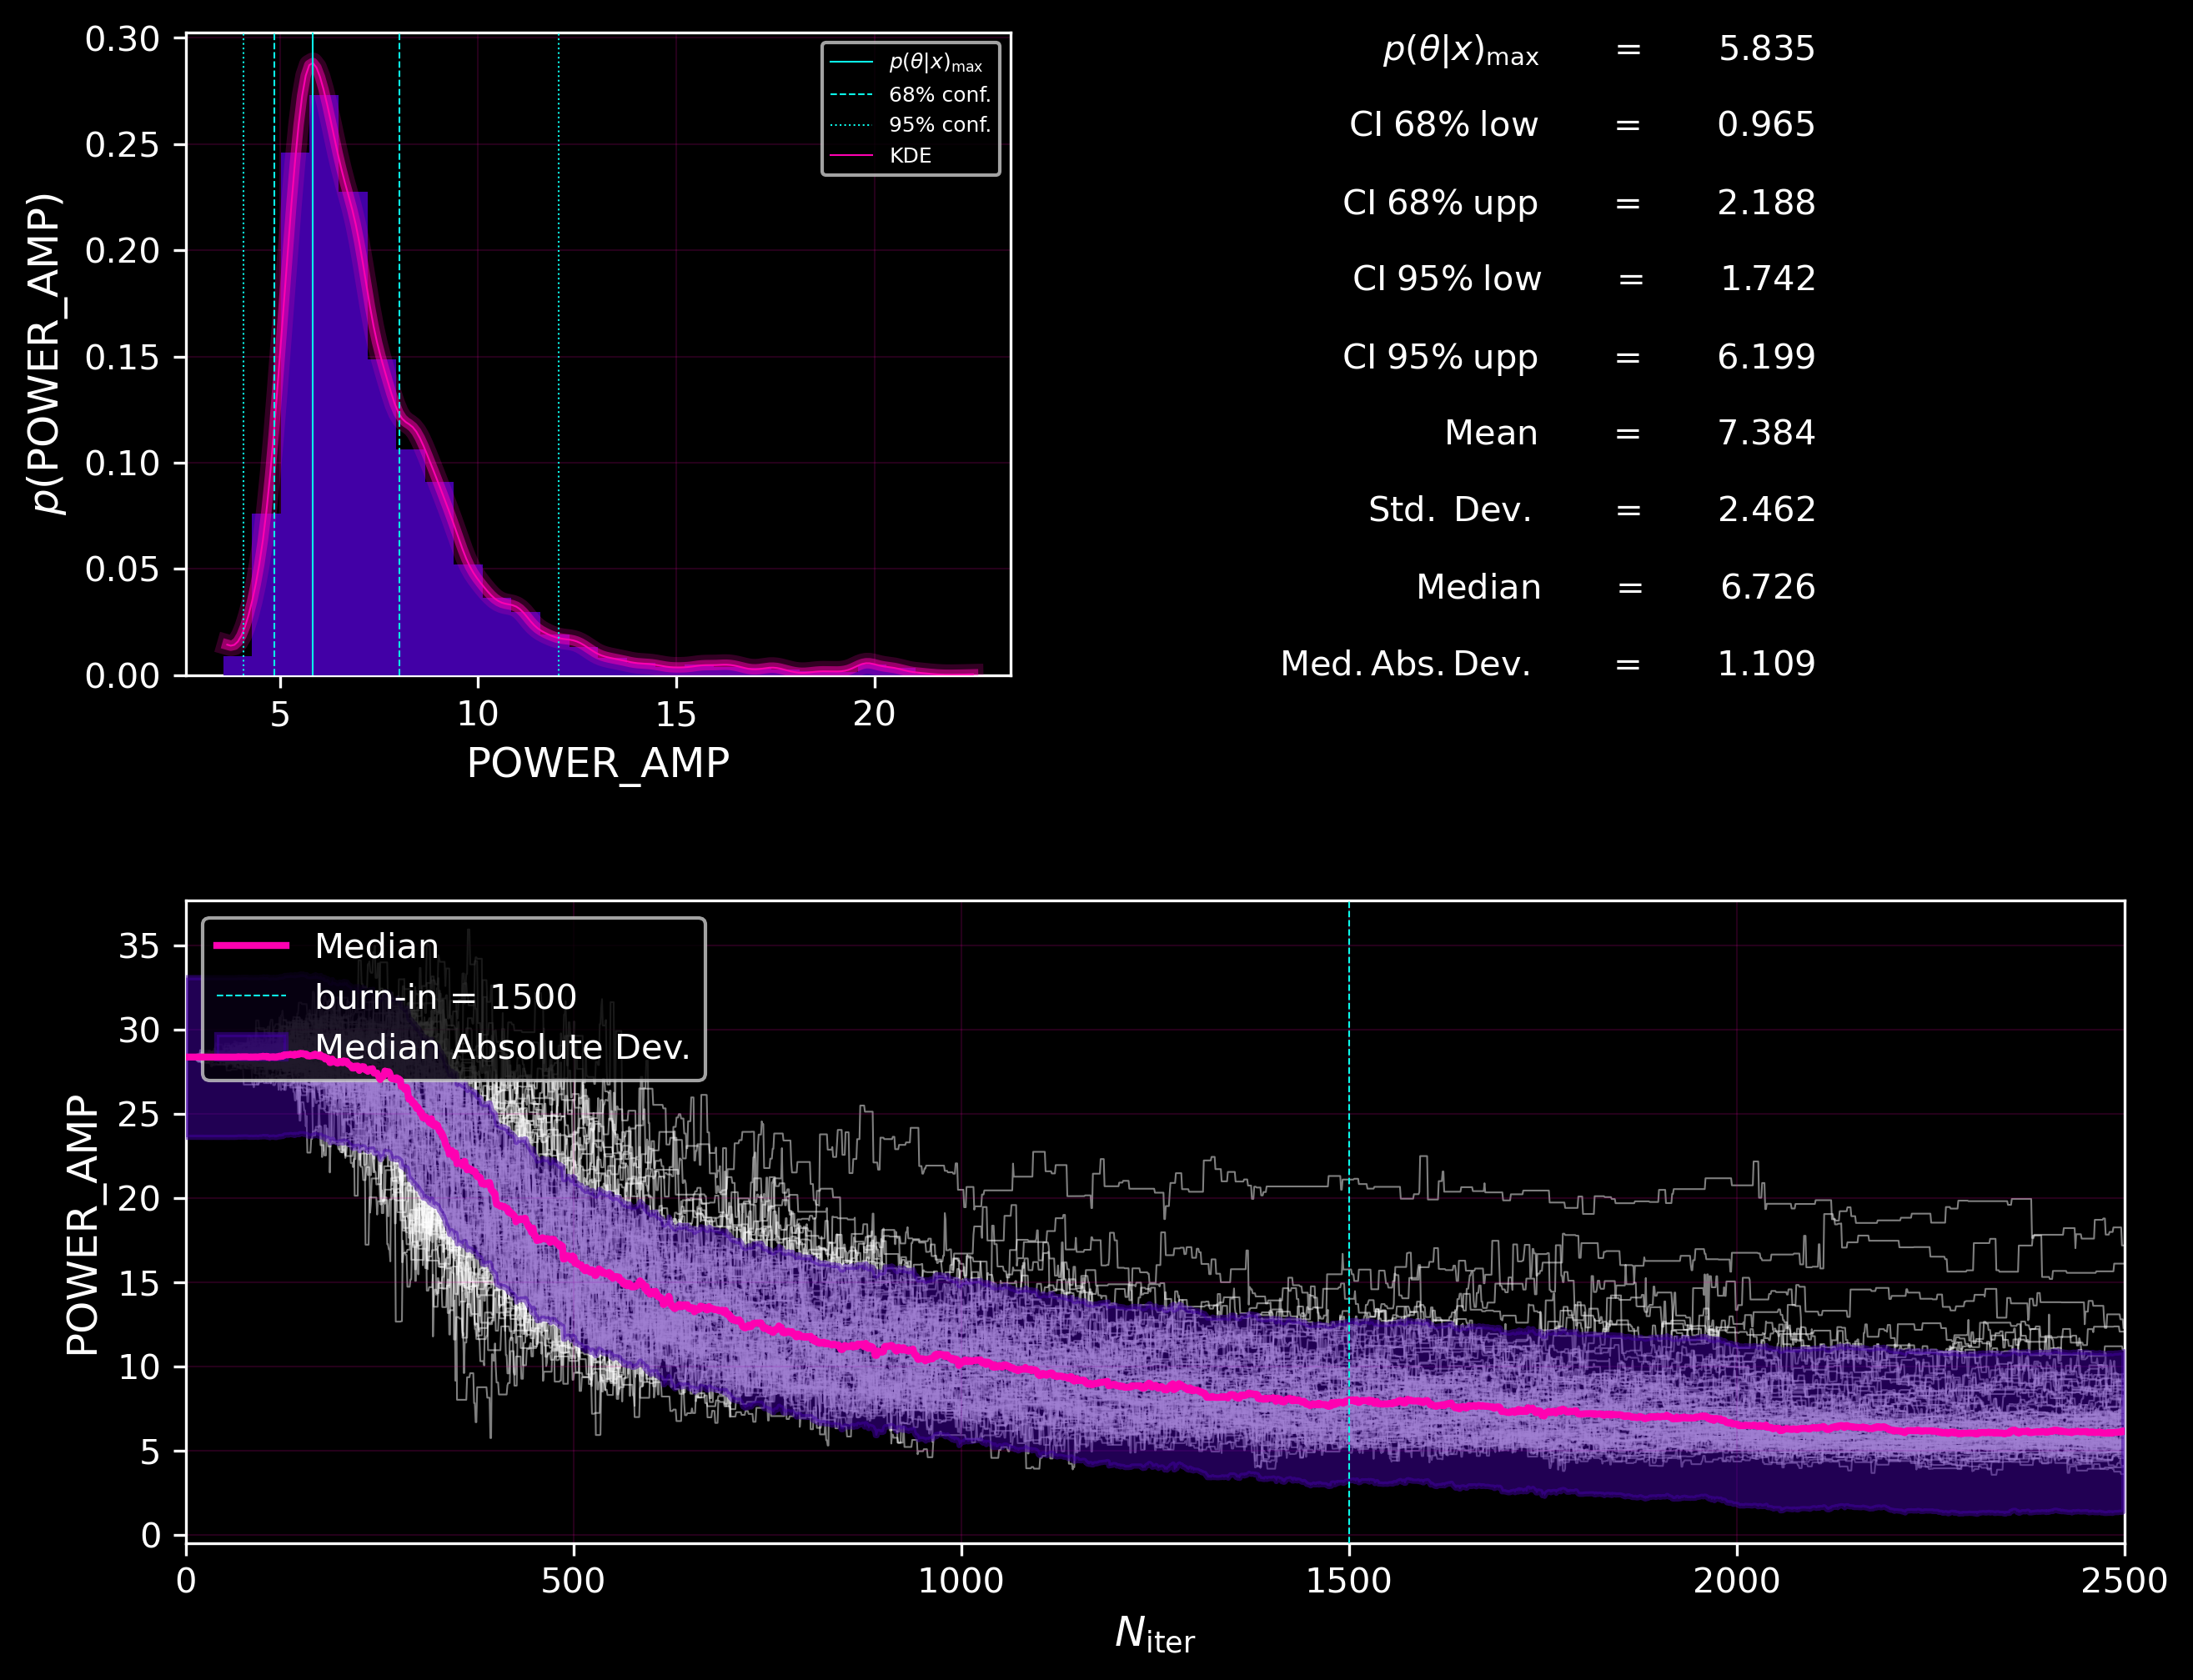 0.30
0.25
0.20
0.15
0.10
0.05
0.00
p(POWER_AMP)
5 10 15 20
POWER_AMP
p(θ|x)max
68% conf.
95% conf.
KDE
p(θ|x)max = 5.835
CI 68% low = 0.965
CI 68% upp = 2.188
CI 95% low = 1.742
CI 95% upp = 6.199
Mean = 7.384
Std. Dev. = 2.462
Median = 6.726
Med. Abs. Dev. = 1.109
35
30
25
20
15
10
5
0
POWER_AMP
Median
burn-in = 1500
Median Absolute Dev.
0 500 1000 1500 2000 2500
Niter